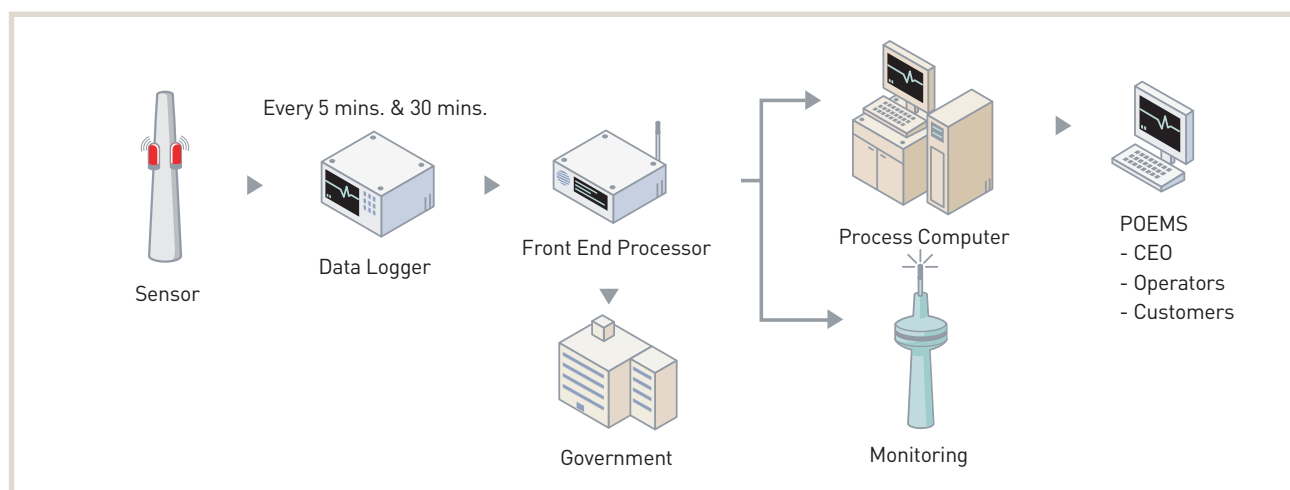 Every 5 mins. & 30 mins.
Sensor
Data Logger
Front End Processor
Government
Process Computer
Monitoring
POEMS
- CEO
- Operators
- Customers